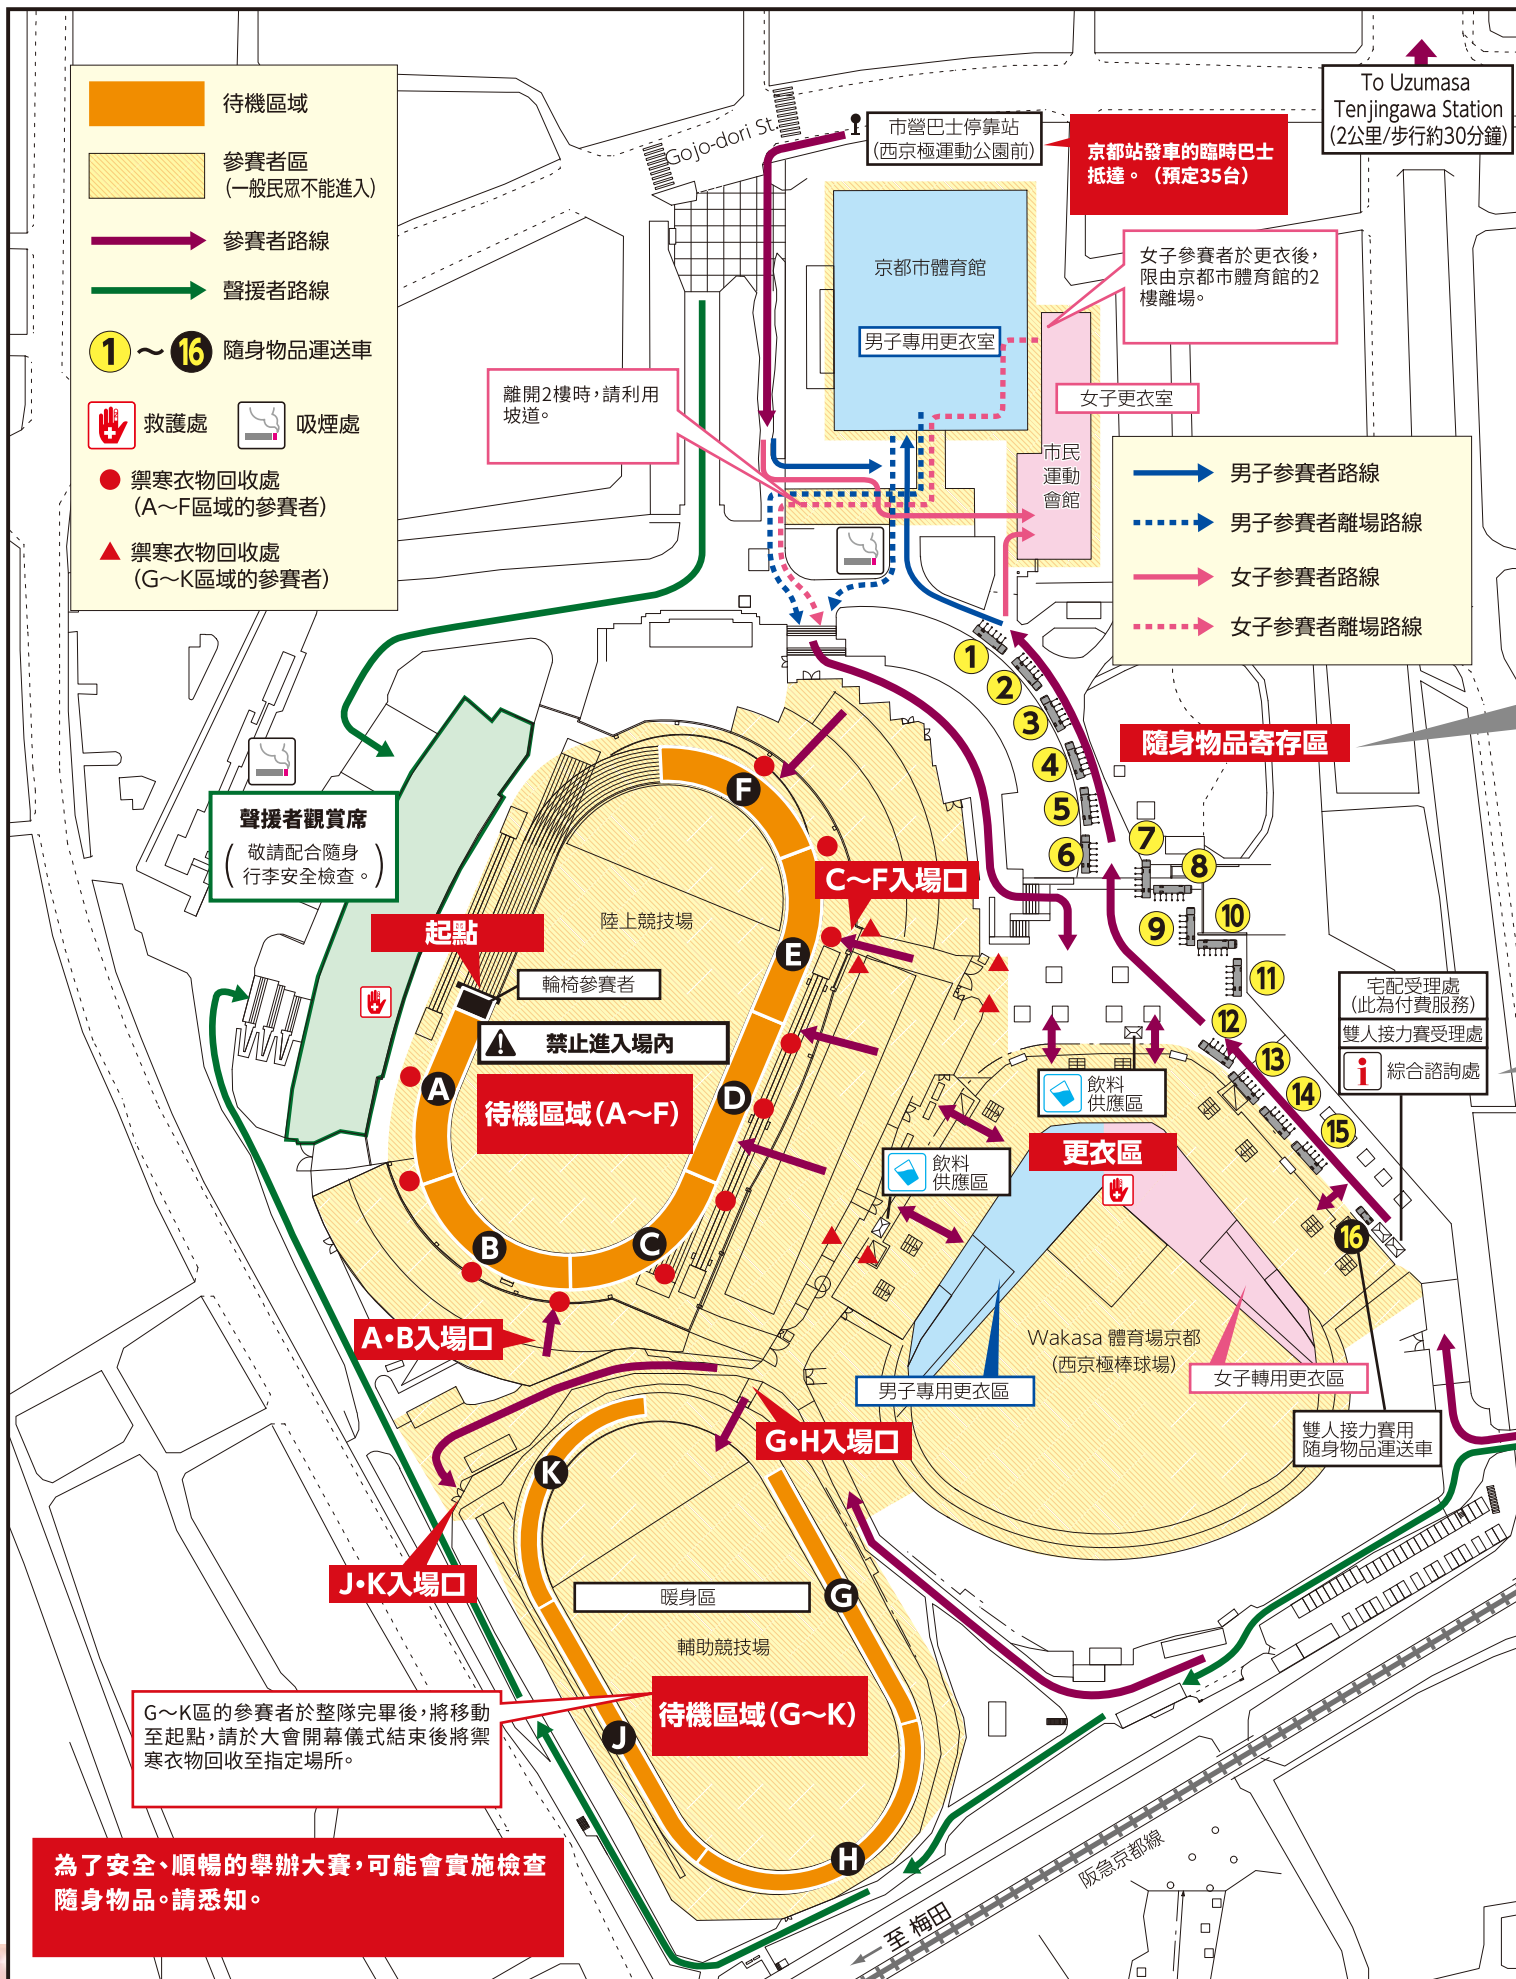 待機區域
參賽者區
(一般民眾不能進入)
參賽者路線
聲援者路線
1～16 隨身物品運送車
救護處
吸煙處
禦寒衣物回收處
(A～F區域的參賽者)
禦寒衣物回收處
(G～K區域的參賽者)
Gojo-dori St.
市營巴士停靠站
(西京極運動公園前)
京都站發車的臨時巴士
抵達。（預定35台）
To Uzumasa
Tenjingawa Station
(2公里/步行約30分鐘)
京都市體育館
男子專用更衣室
女子參賽者於更衣後，
限由京都市體育館的2
樓離場。
離開2樓時，請利用
坡道。
女子更衣室
市民
運動
會館
男子參賽者路線
男子參賽者離場路線
女子參賽者路線
女子參賽者離場路線
1
2
3
4
5
6
7
8
9
10
11
12
13
14
15
16
隨身物品寄存區
聲援者觀賞席
(敬請配合隨身
行李安全檢查。)
起點
陸上競技場
輪椅參賽者
禁止進入場內
待機區域(A～F)
A
B
C
D
E
F
C～F入場口
宅配受理處
(此為付費服務)
雙人接力賽受理處
i 綜合諮詢處
飲料
供應區
飲料
供應區
更衣區
A・B入場口
Wakasa 體育場京都
(西京極棒球場)
男子專用更衣區
女子轉用更衣區
雙人接力賽用
隨身物品運送車
G・H入場口
J・K入場口
K
G
J
H
暖身區
輔助競技場
待機區域(G～K)
G～K區的參賽者於整隊完畢後，將移動
至起點，請於大會開幕儀式結束後將禦
寒衣物回收至指定場所。
為了安全、順暢的舉辦大賽，可能會實施檢查
隨身物品。請悉知。
阪急京都線
至 梅田